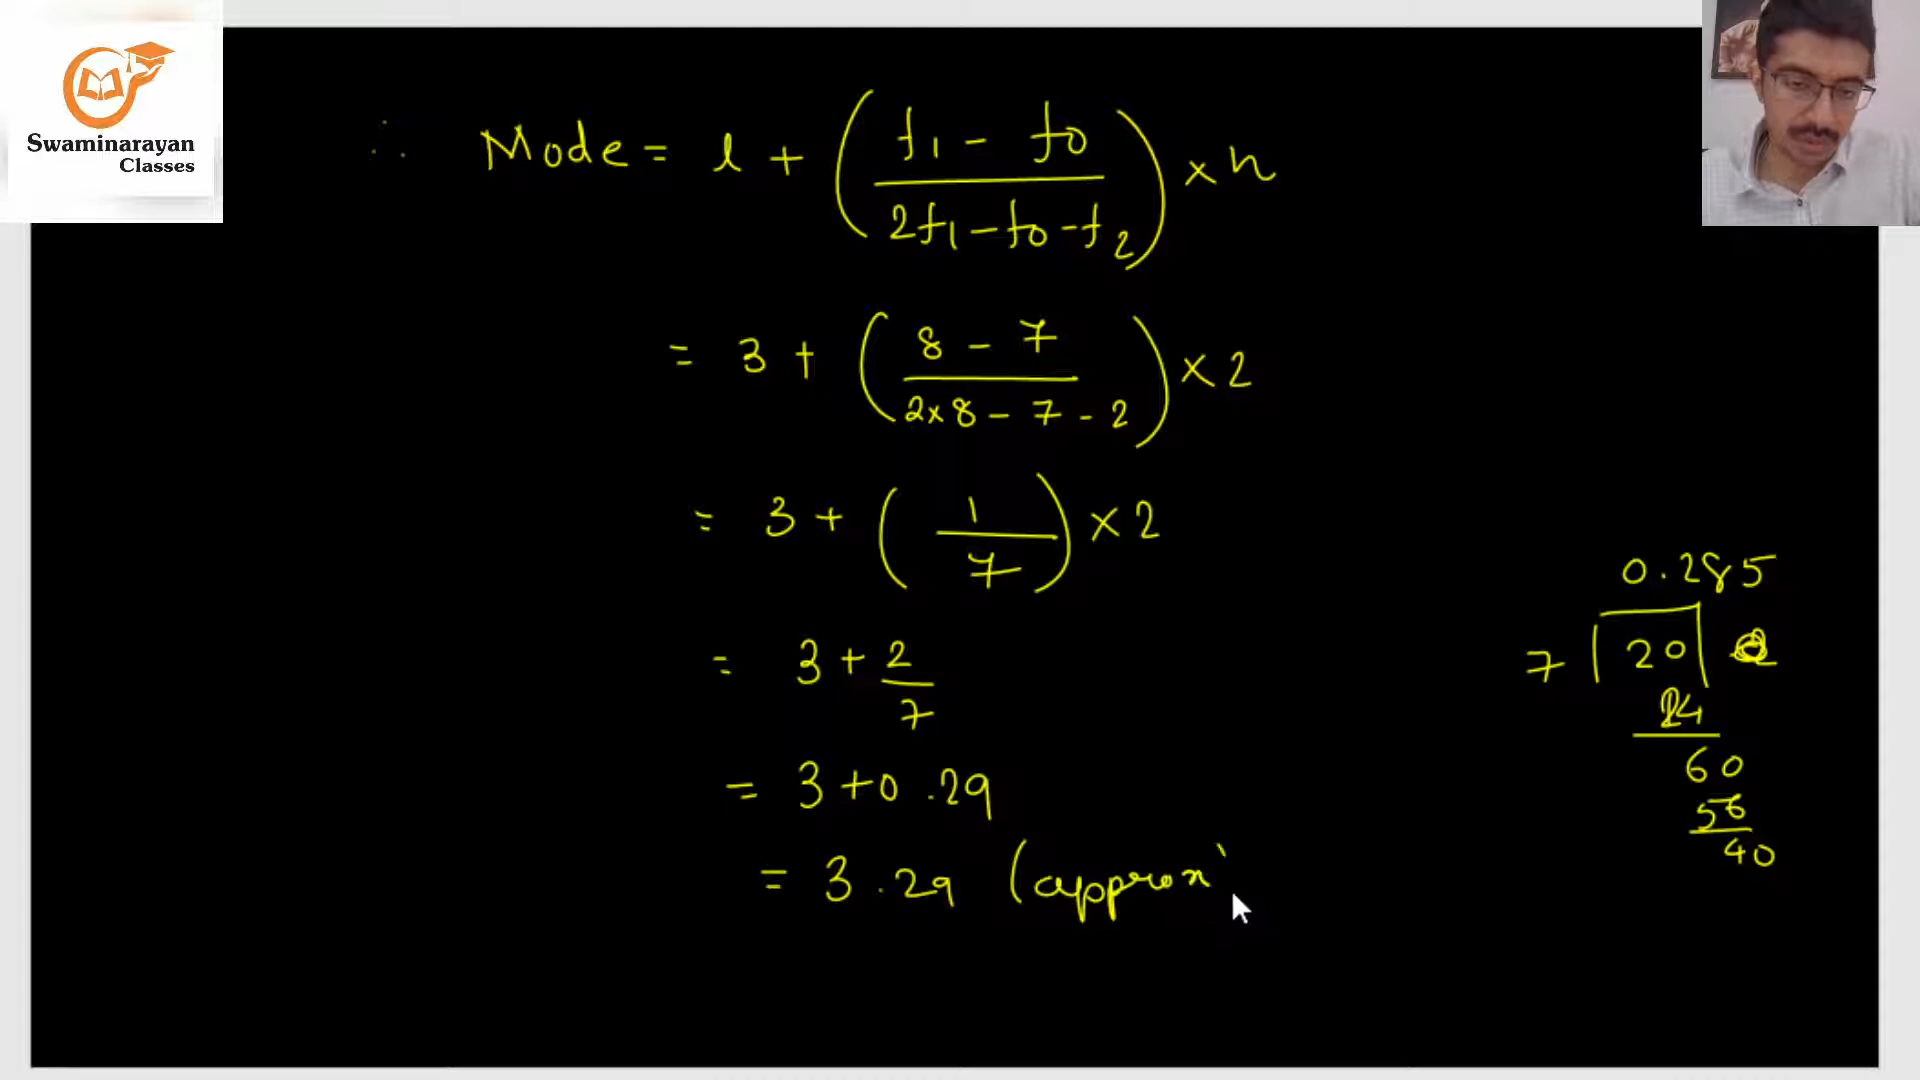 Swaminarayan
Classes
∴ Mode = l + (f1 - f0 / 2f1 - f0 - f2) × h
= 3 + (8 - 7 / 2×8 - 7 - 2) × 2
= 3 + (1 / 7) × 2
= 3 + 2/7
= 3 + 0.29
= 3.29 (approx)
0.285
7 20
14
60
56
40